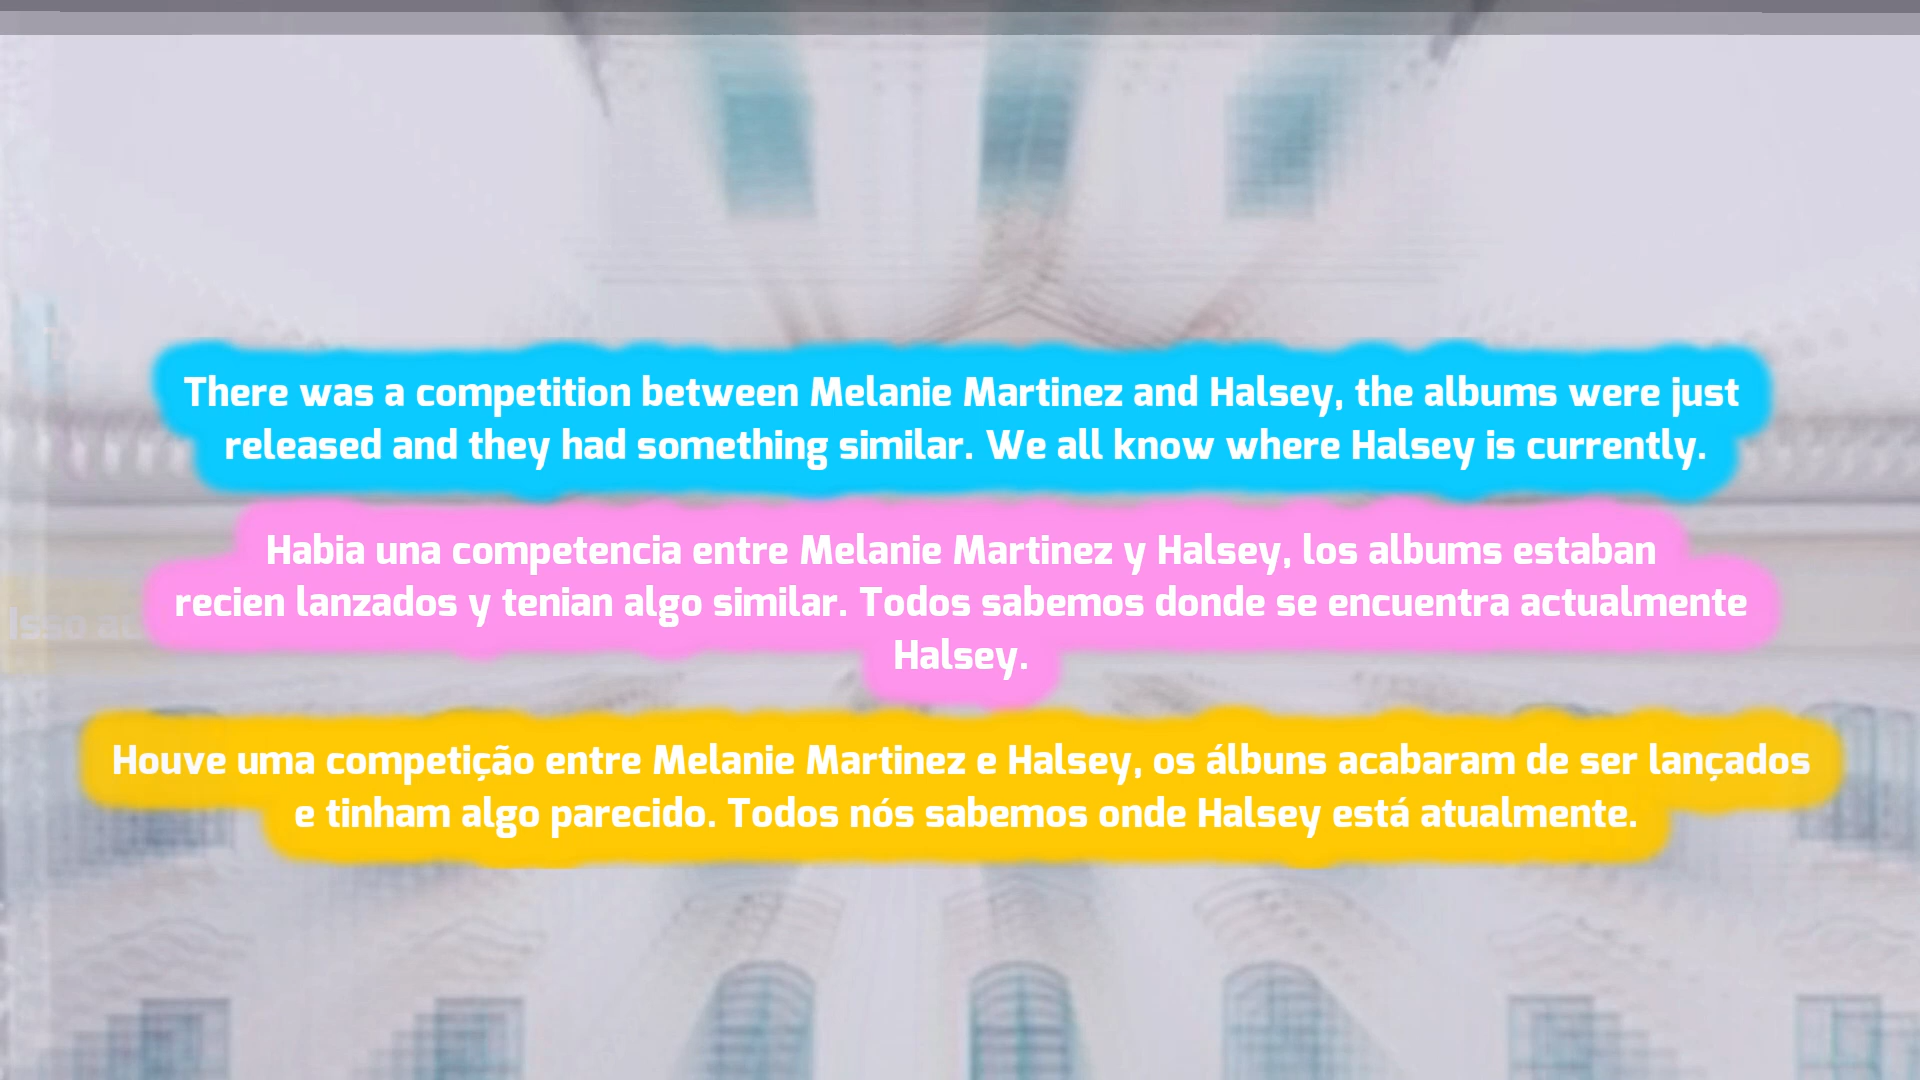 There was a competition between Melanie Martinez and Halsey, the albums were just
released and they had something similar. We all know where Halsey is currently.
Habia una competencia entre Melanie Martinez y Halsey, los albums estaban
recien lanzados y tenian algo similar. Todos sabemos donde se encuentra actualmente
Halsey.
Isso
Houve uma competição entre Melanie Martinez e Halsey, os álbuns acabaram de ser lançados
e tinham algo parecido. Todos nós sabemos onde Halsey está atualmente.